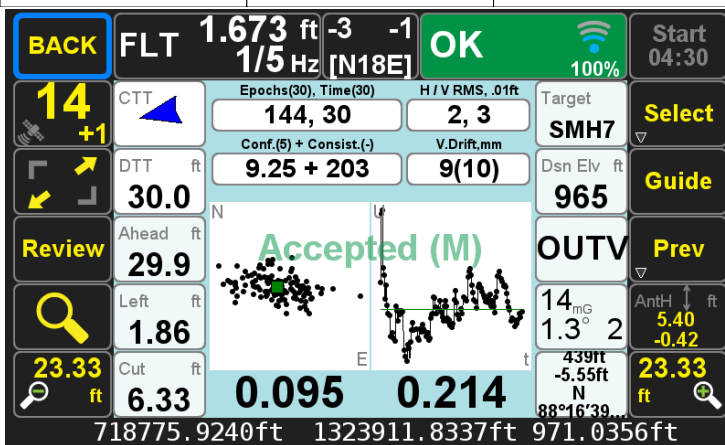 BACK
FLT 1.673 ft
1/5 Hz
-3 -1
[N18E]
OK
100%
Start
04:30
14
+1
CTT
Epochs(30), Time(30)
144, 30
H / V RMS, .01ft
2, 3
Target
SMH7
Select
Conf.(5) + Consist.(-)
9.25 + 203
V.Drift,mm
9(10)
DTT ft
30.0
Dsn Elv ft
965
Guide
Review
Ahead ft
29.9
N
U
Accepted (M)
OUTV
Prev
Left ft
1.86
14mG
1.3° 2
AntH ft
5.40
-0.42
E
t
23.33
ft
Cut ft
6.33
0.095 0.214
439ft
-5.55ft
N
88°16'39...
23.33
ft
718775.9240ft 1323911.8337ft 971.0356ft